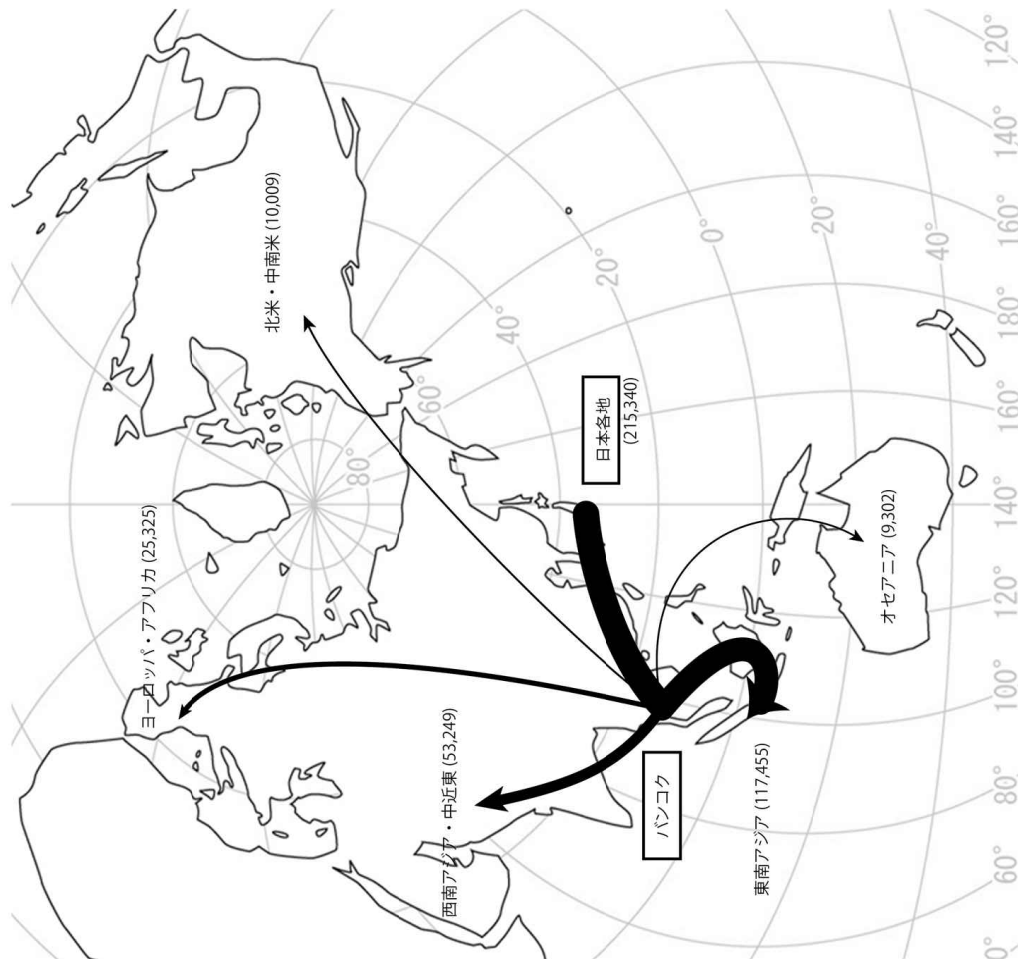 ヨーロッパ・アフリカ (25,325)
北米・中南米 (10,009)
80°
60°
西南アジア・中近東 (53,249)
40°
日本各地
(215,340)
20°
バンコク
0°
東南アジア (117,455)
20°
オセアニア (9,302)
40°
0°
60°
80°
100°
120°
140°
160°
180°
160°
140°
120°